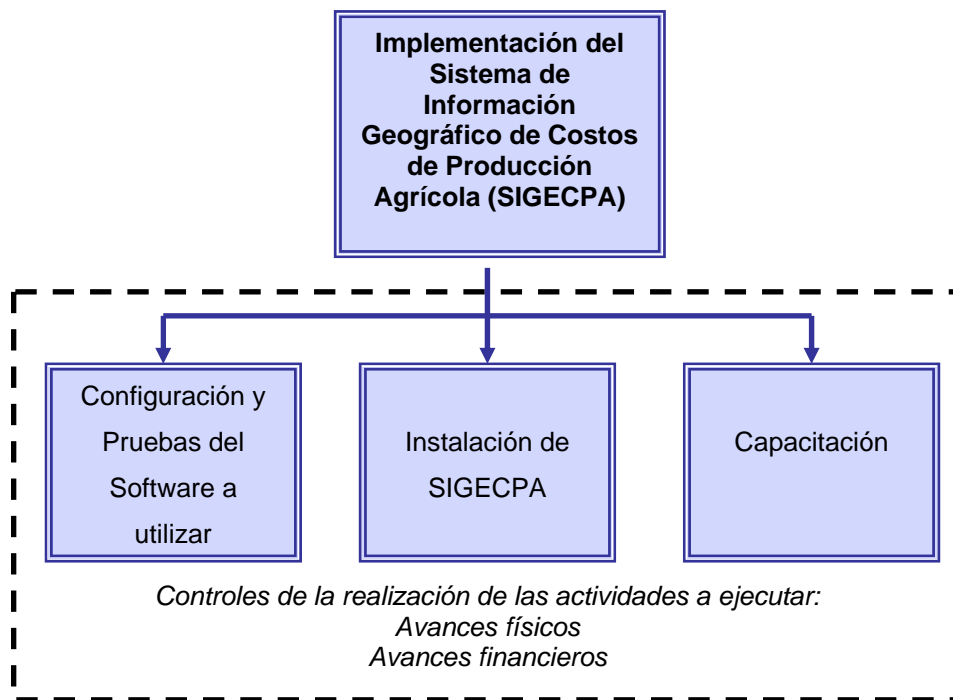 Implementación del
Sistema de
Información
Geográfico de Costos
de Producción
Agrícola (SIGECPA)
Configuración y
Pruebas del
Software a
utilizar
Instalación de
SIGECPA
Capacitación
Controles de la realización de las actividades a ejecutar:
Avances físicos
Avances financieros